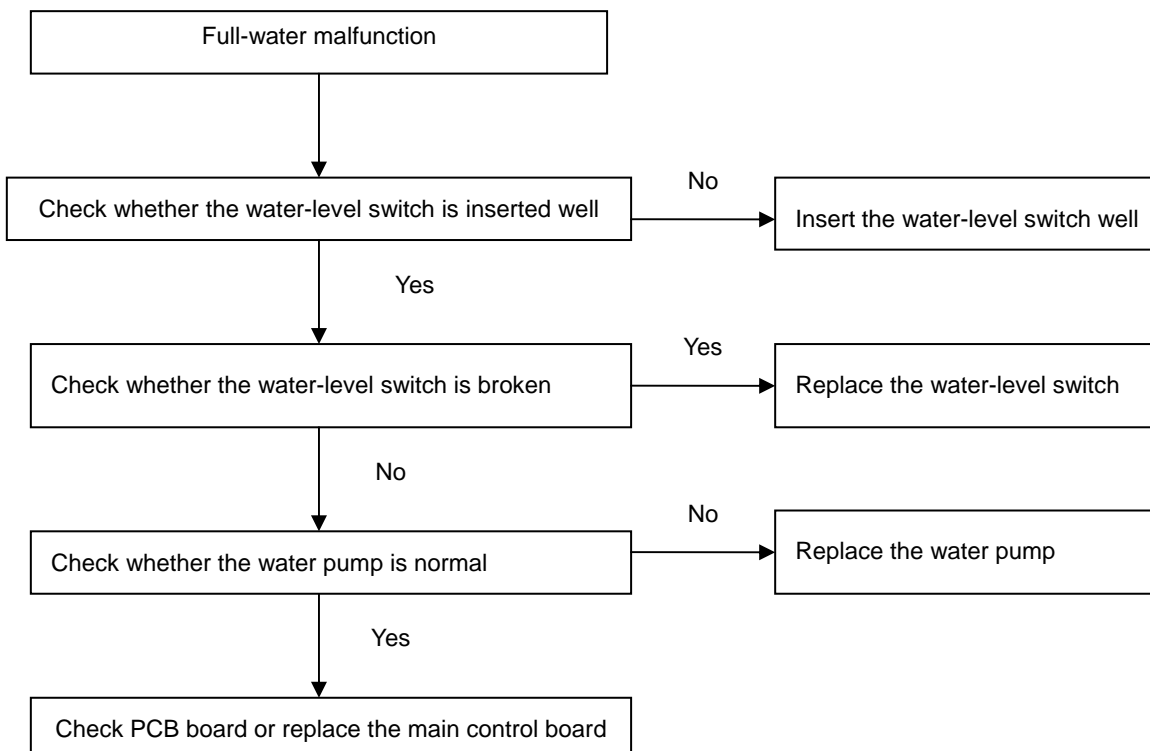 Full-water malfunction
No
Check whether the water-level switch is inserted well
Insert the water-level switch well
Yes
Yes
Check whether the water-level switch is broken
Replace the water-level switch
No
No
Check whether the water pump is normal
Replace the water pump
Yes
Check PCB board or replace the main control board